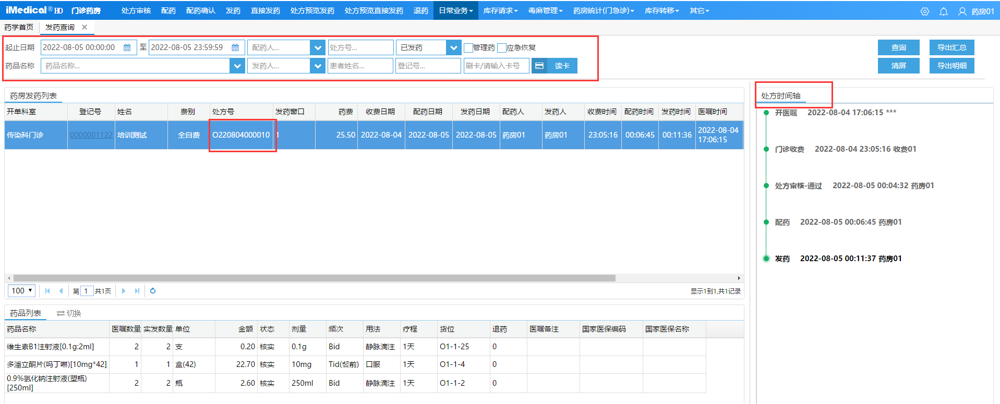 iMedical® HO 门诊药房 处方审核 配药 配药确认 发药 直接发药 处方预览发药 处方预览直接发药 退药 日常业务 库存请求 毒麻管理 药房统计(门急诊) 库存转移 其它 药房01
药学首页 发药查询
起止日期 2022-08-05 00:00:00 至 2022-08-05 23:59:59 配药人... 处方号... 已发药 管理药 应急恢复 查询 导出汇总
药品名称 药品名称... 发药人... 患者姓名... 登记号... 刷卡/请输入卡号 读卡 清屏 导出明细
药房发药列表
开单科室 登记号 姓名 费别 处方号 发药窗口 药费 收费日期 配药日期 发药日期 配药人 发药人 收费时间 配药时间 发药时间 医嘱时间
传染科门诊 0000001122 培训测试 全自费 O220804000010 1 25.50 2022-08-04 2022-08-05 2022-08-05 药房01 药房01 23:05:16 00:06:45 00:11:36 2022-08-04
17:06:15
100 第 1 共1页 显示1到1,共1记录
处方时间轴
开医嘱 2022-08-04 17:06:15 ***
门诊收费 2022-08-04 23:05:16 收费01
处方审核-通过 2022-08-05 00:04:32 药房01
配药 2022-08-05 00:06:45 药房01
发药 2022-08-05 00:11:37 药房01
药品列表 切换
药品名称 医嘱数量 实发数量 单位 金额 状态 剂量 频次 用法 疗程 货位 退药 医嘱备注 国家医保编码 国家医保名称
维生素B1注射液[0.1g:2ml] 2 2 支 0.20 核实 0.1g Bid 静脉滴注 1天 O1-1-25 0
多潘立酮片(吗丁啉)[10mg*42] 1 1 盒(42) 22.70 核实 10mg Tid(餐前) 口服 1天 O1-1-4 0
0.9%氯化钠注射液(塑瓶)
[250ml] 2 2 瓶 2.60 核实 250ml Bid 静脉滴注 1天 O1-1-2 0